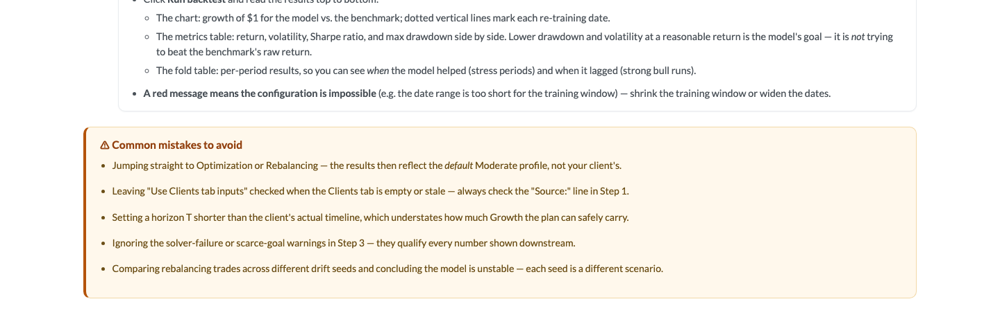 Click Run backtest and read the results top to bottom:
The chart: growth of $1 for the model vs. the benchmark; dotted vertical lines mark each re-training date.
The metrics table: return, volatility, Sharpe ratio, and max drawdown side by side. Lower drawdown and volatility at a reasonable return is the model's goal — it is not trying
to beat the benchmark's raw return.
The fold table: per-period results, so you can see when the model helped (stress periods) and when it lagged (strong bull runs).
A red message means the configuration is impossible (e.g. the date range is too short for the training window) — shrink the training window or widen the dates.
Common mistakes to avoid
Jumping straight to Optimization or Rebalancing — the results then reflect the default Moderate profile, not your client's.
Leaving "Use Clients tab inputs" checked when the Clients tab is empty or stale — always check the "Source:" line in Step 1.
Setting a horizon T shorter than the client's actual timeline, which understates how much Growth the plan can safely carry.
Ignoring the solver-failure or scarce-goal warnings in Step 3 — they qualify every number shown downstream.
Comparing rebalancing trades across different drift seeds and concluding the model is unstable — each seed is a different scenario.